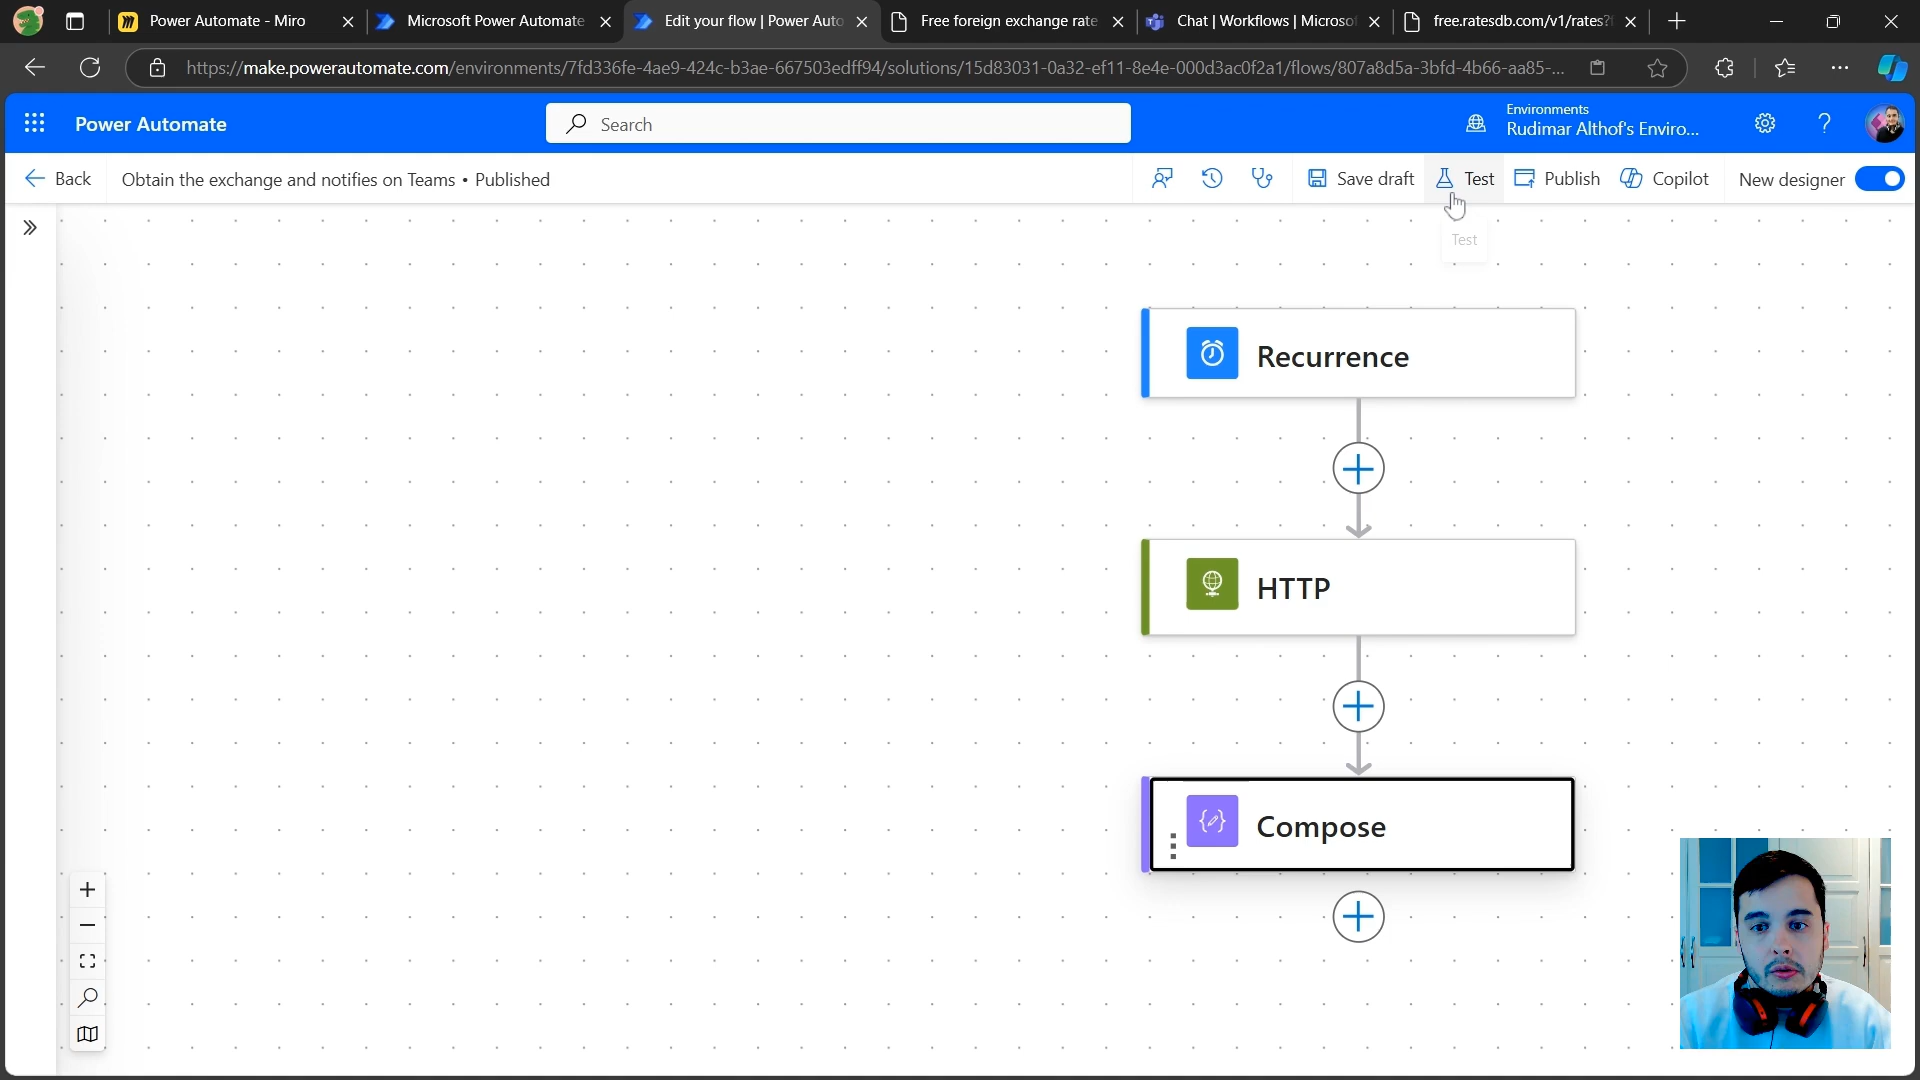 Power Automate - Miro
Microsoft Power Automate
Edit your flow | Power Auto
Free foreign exchange rate
Chat | Workflows | Microsof
free.ratesdb.com/v1/rates?f
https://make.powerautomate.com/environments/7fd336fe-4ae9-424c-b3ae-667503edff94/solutions/15d83031-0a32-ef11-8e4e-000d3ac0f2a1/flows/807a8d5a-3bfd-4b66-aa85-...
Power Automate
Search
Environments
Rudimar Althof's Enviro...
Back
Obtain the exchange and notifies on Teams • Published
Save draft
Test
Publish
Copilot
New designer
Test
Recurrence
HTTP
Compose